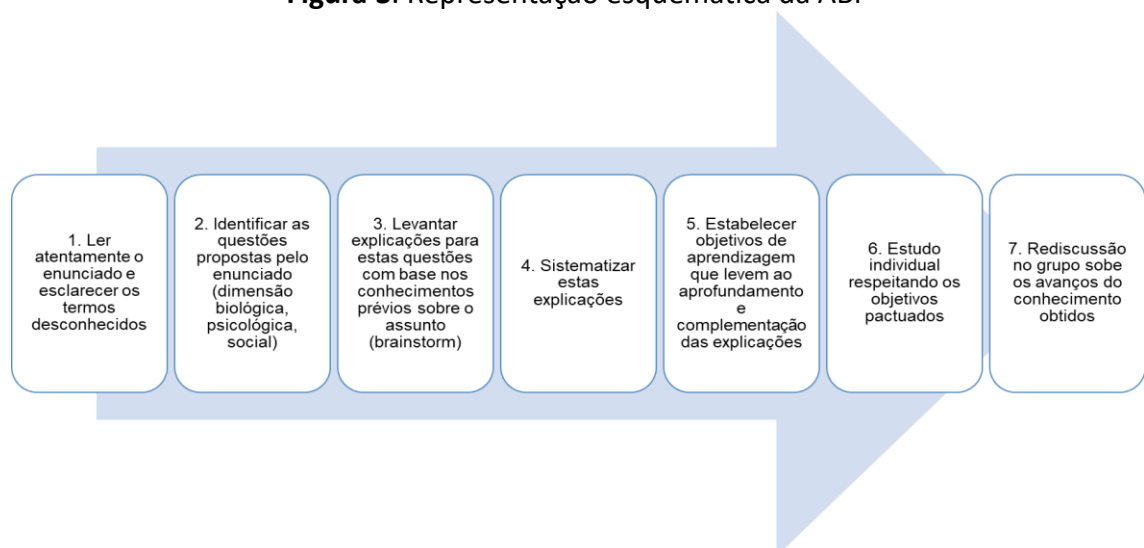 Representação esquemática da
1. Ler
atentamente o
enunciado e
esclarecer os
termos
desconhecidos
2. Identificar as
questões
propostas pelo
enunciado
(dimensão
biológica,
psicológica,
social)
3. Levantar
explicações para
estas questões
com base nos
conhecimentos
prévios sobre o
assunto
(brainstorm)
4. Sistematizar
estas
explicações
5. Estabelecer
objetivos de
aprendizagem
que levem ao
aprofundamento
e
complementação
das explicações
6. Estudo
individual
respeitando os
objetivos
pactuados
7. Rediscussão
no grupo sobe
os avanços do
conhecimento
obtidos